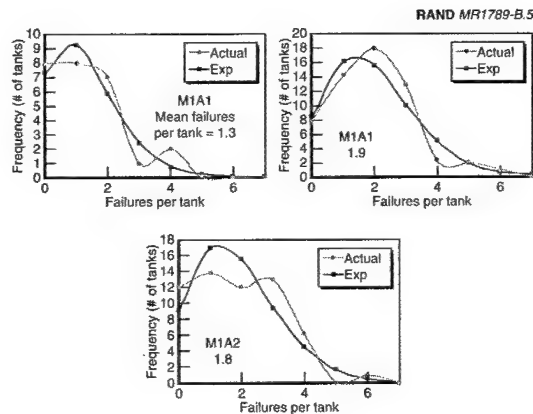 RAND MR1789-B.5
Frequency (# of tanks)
10
9
8
7
6
5
4
3
2
1
0
Actual
Exp
M1A1
Mean failures
per tank = 1.3
0 2 4 6
Failures per tank
Frequency (# of tanks)
20
18
16
14
12
10
8
6
4
2
0
Actual
Exp
M1A1
1.9
0 2 4 6
Failures per tank
Frequency (# of tanks)
18
16
14
12
10
8
6
4
2
0
Actual
Exp
M1A2
1.8
0 2 4 6
Failures per tank